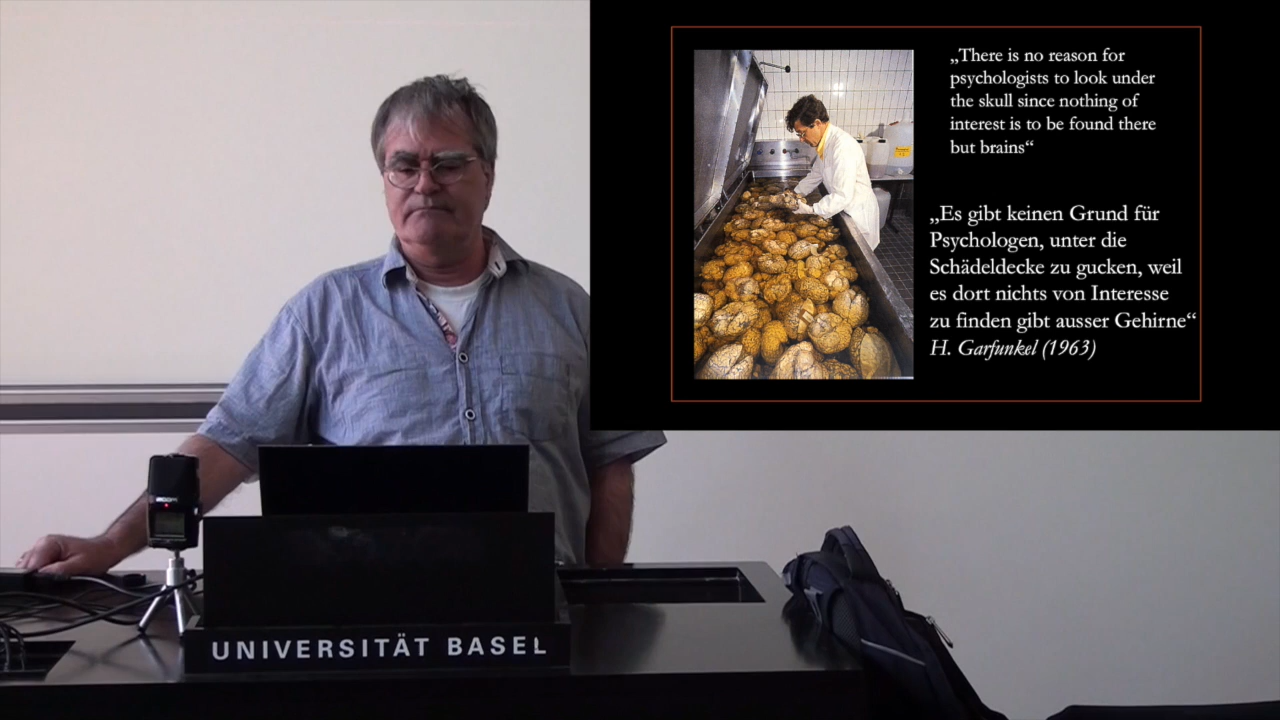 „There is no reason for
psychologists to look under
the skull since nothing of
interest is to be found there
but brains“
„Es gibt keinen Grund für
Psychologen, unter die
Schädeldecke zu gucken, weil
es dort nichts von Interesse
zu finden gibt ausser Gehirne“
H. Garfunkel (1963)
UNIVERSITÄT BASEL